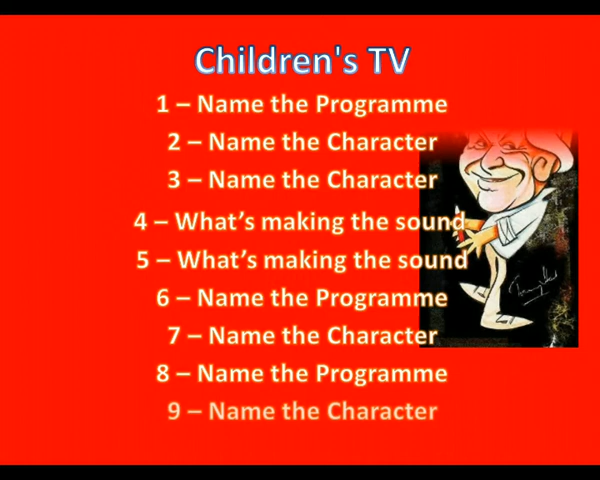 Children's TV
1 – Name the Programme
2 – Name the Character
3 – Name the Character
4 – What’s making the sound
5 – What’s making the sound
6 – Name the Programme
7 – Name the Character
8 – Name the Programme
9 – Name the Character